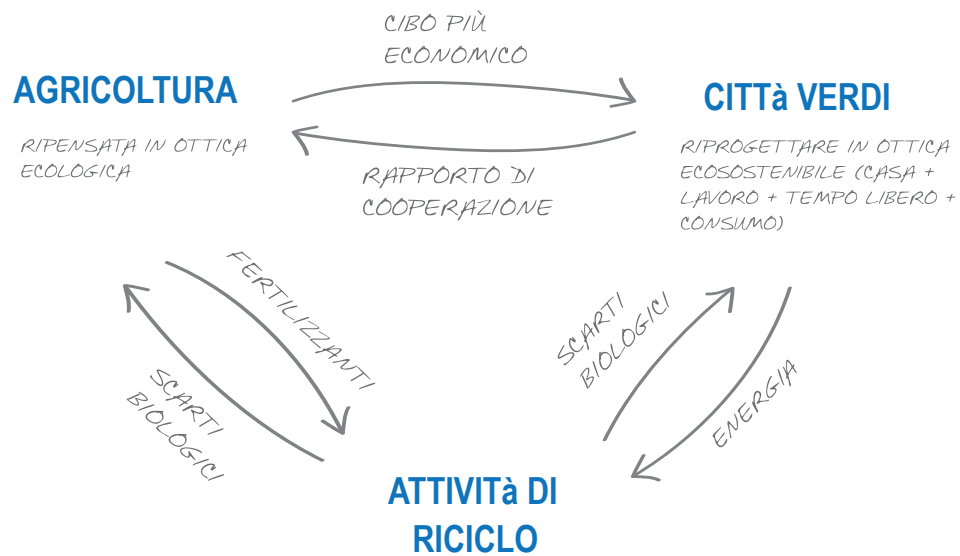 CIBO PIÙ
ECONOMICO
AGRICOLTURA
CITTà VERDI
RIPENSATA IN OTTICA
ECOLOGICA
RIPROGETTARE IN OTTICA
ECOSOSTENIBILE (CASA +
LAVORO + TEMPO LIBERO +
CONSUMO)
RAPPORTO DI
COOPERAZIONE
FERTILIZZANTI
SCARTI
BIOLOGICI
SCARTI
BIOLOGICI
ENERGIA
ATTIVITà DI
RICICLO